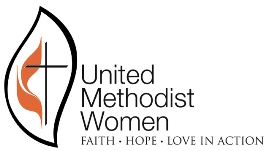 United
Methodist
Women
FAITH • HOPE • LOVE IN ACTION